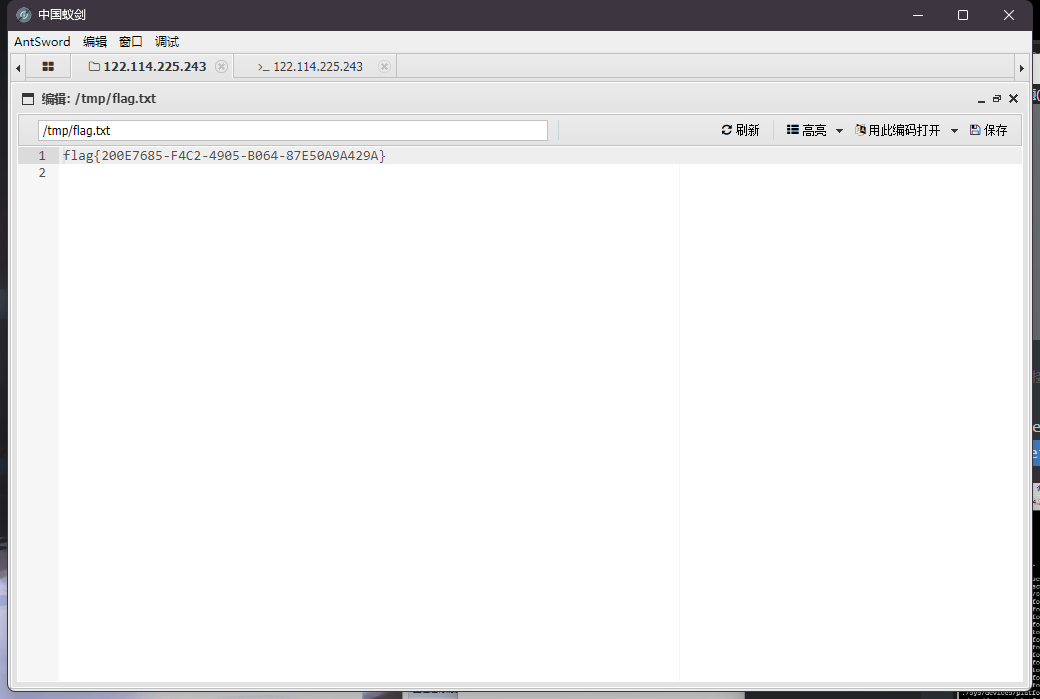 中国蚁剑
AntSword 编辑 窗口 调试
122.114.225.243 >_ 122.114.225.243
编辑: /tmp/flag.txt
/tmp/flag.txt 刷新 高亮 用此编码打开 保存
1 flag{200E7685-F4C2-4905-B064-87E50A9A429A}
2